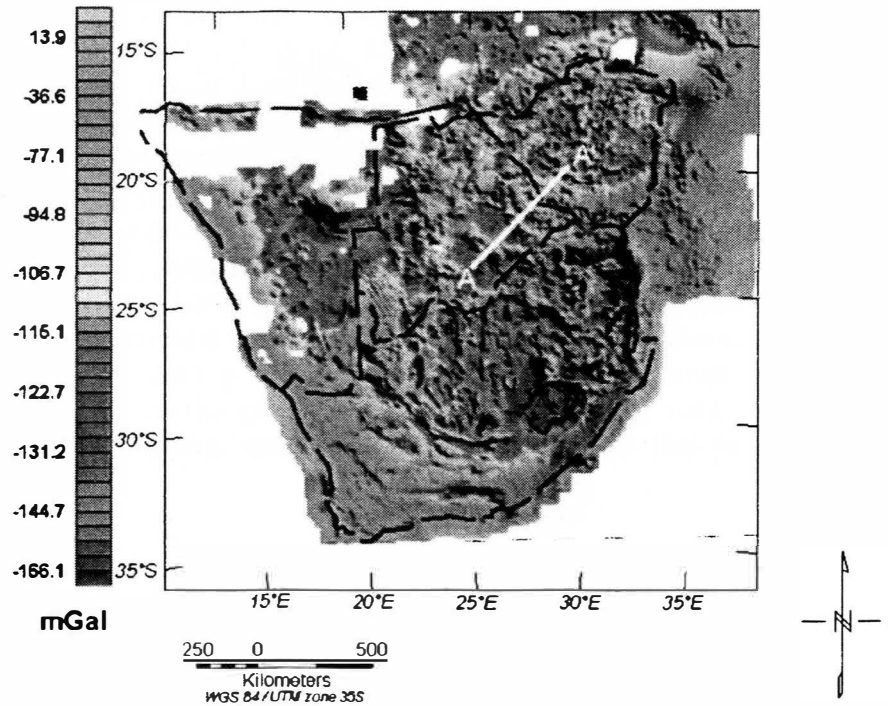 13.9
-36.6
-77.1
-94.8
-106.7
-116.1
-122.7
-131.2
-144.7
-166.1
mGal
15°S
20°S
25°S
30°S
35°S
15°E
20°E
25°E
30°E
35°E
A'
A
250 0 500
Kilometers
WGS 84 / UTM zone 35S
N